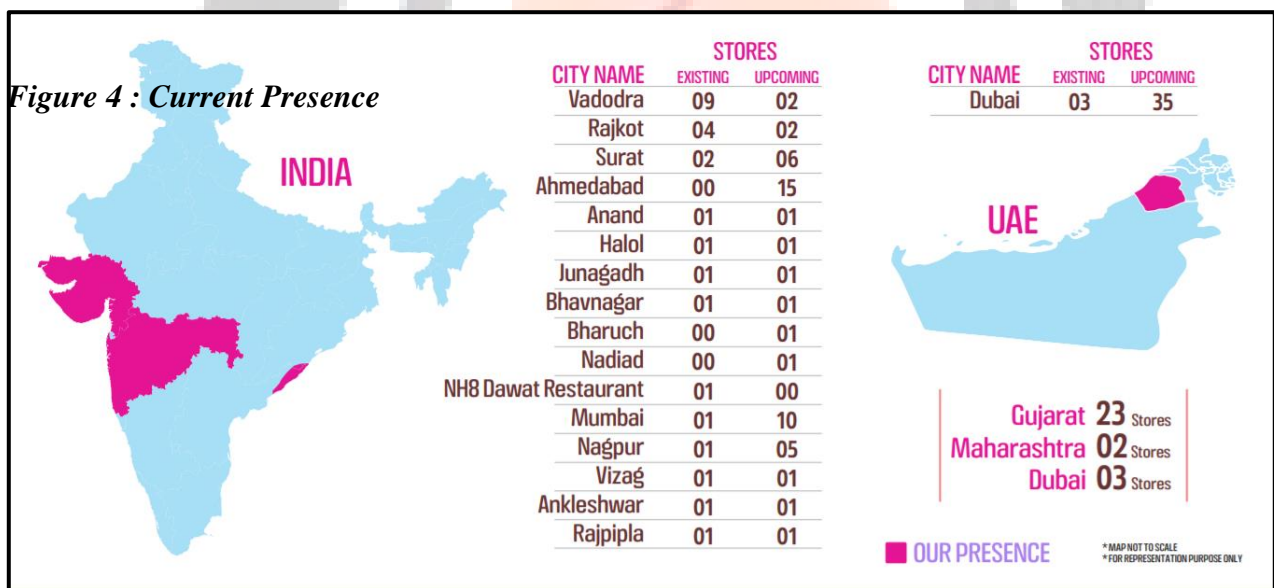 Figure 4 : Current Presence
INDIA
STORES
CITY NAME EXISTING UPCOMING
Vadodra 09 02
Rajkot 04 02
Surat 02 06
Ahmedabad 00 15
Anand 01 01
Halol 01 01
Junagadh 01 01
Bhavnagar 01 01
Bharuch 00 01
Nadiad 00 01
NH8 Dawat Restaurant 01 00
Mumbai 01 10
Nagpur 01 05
Vizag 01 01
Ankleshwar 01 01
Rajpipla 01 01
STORES
CITY NAME EXISTING UPCOMING
Dubai 03 35
UAE
Gujarat 23 Stores
Maharashtra 02 Stores
Dubai 03 Stores
OUR PRESENCE
* MAP NOT TO SCALE
* FOR REPRESENTATION PURPOSE ONLY